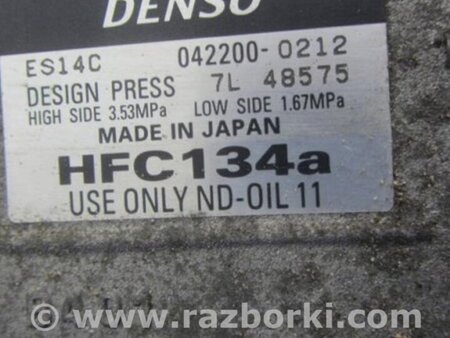 DENSO
ES14C 042200-0212
DESIGN PRESS 7L 48575
HIGH SIDE 3.53MPa LOW SIDE 1.67MPa
MADE IN JAPAN
HFC134a
USE ONLY ND-OIL 11
www.razborki.com